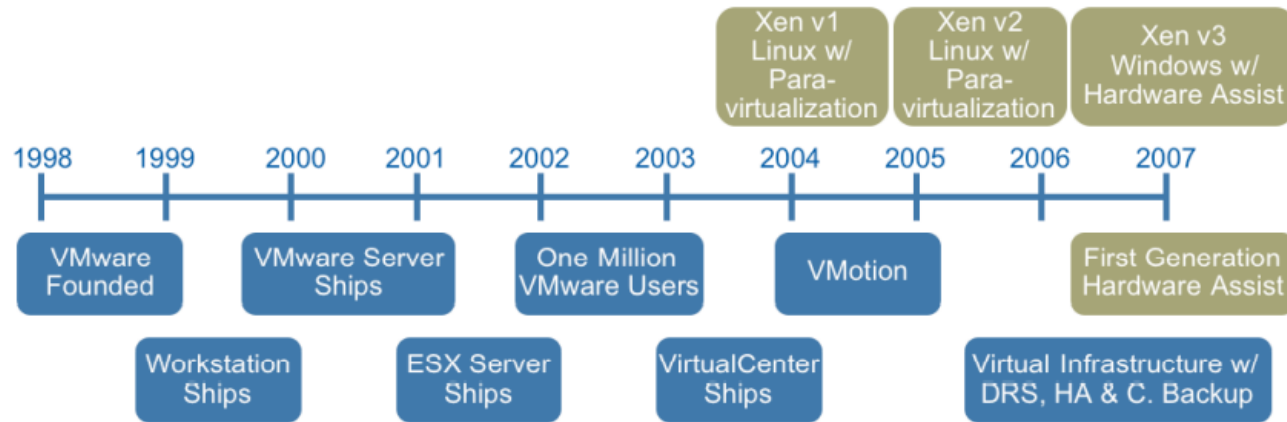 Xen v1
Linux w/
Para-
virtualization
Xen v2
Linux w/
Para-
virtualization
Xen v3
Windows w/
Hardware Assist
1998 1999 2000 2001 2002 2003 2004 2005 2006 2007
VMware
Founded
VMware Server
Ships
One Million
VMware Users
VMotion
First Generation
Hardware Assist
Workstation
Ships
ESX Server
Ships
VirtualCenter
Ships
Virtual Infrastructure w/
DRS, HA & C. Backup